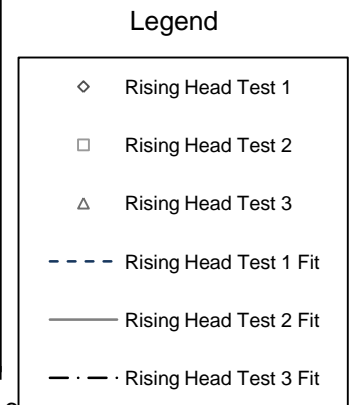 Legend
Rising Head Test 1
Rising Head Test 2
Rising Head Test 3
Rising Head Test 1 Fit
Rising Head Test 2 Fit
Rising Head Test 3 Fit